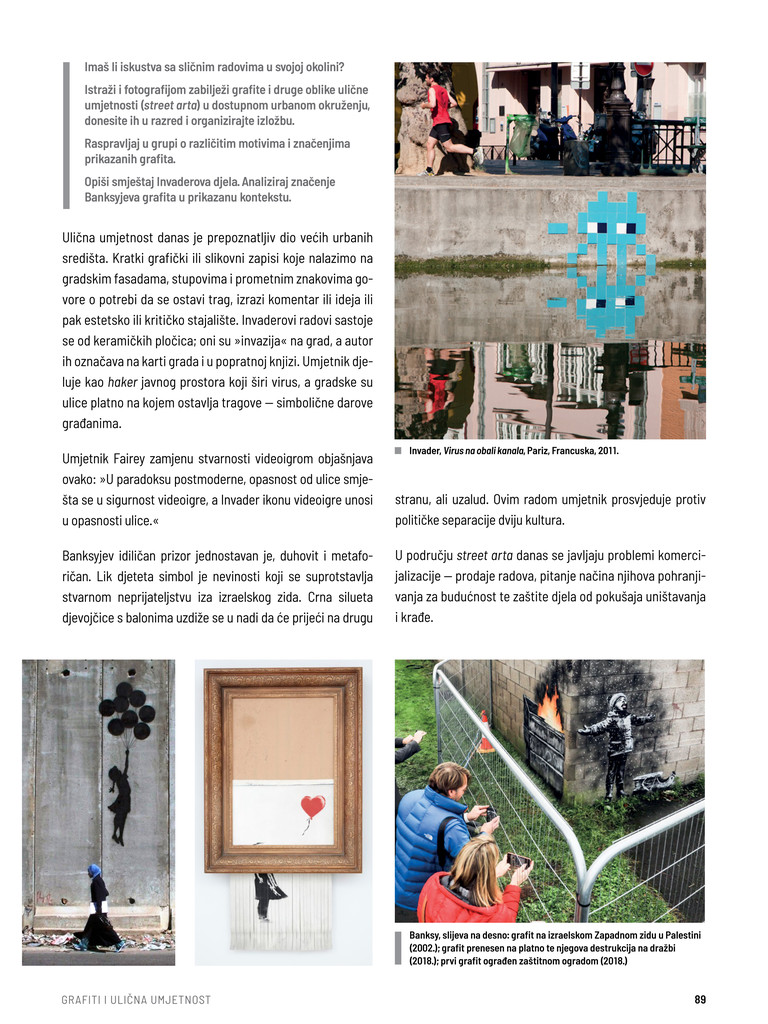 Imaš li iskustva sa sličnim radovima u svojoj okolini?
Istraži i fotografijom zabilježi grafite i druge oblike ulične
umjetnosti (street arta) u dostupnom urbanom okruženju,
donesite ih u razred i organizirajte izložbu.
Raspravljaj u grupi o različitim motivima i značenjima
prikazanih grafita.
Opiši smještaj Invaderova djela. Analiziraj značenje
Banksyjeva grafita u prikazanu kontekstu.
Ulična umjetnost danas je prepoznatljiv dio većih urbanih
središta. Kratki grafički ili slikovni zapisi koje nalazimo na
gradskim fasadama, stupovima i prometnim znakovima go-
vore o potrebi da se ostavi trag, izrazi komentar ili ideja ili
pak estetsko ili kritičko stajalište. Invaderovi radovi sastoje
se od keramičkih pločica; oni su »invazija« na grad, a autor
ih označava na karti grada i u popratnoj knjizi. Umjetnik dje-
luje kao haker javnog prostora koji širi virus, a gradske su
ulice platno na kojem ostavlja tragove — simbolične darove
građanima.
Umjetnik Fairey zamjenu stvarnosti videoigrom objašnjava
ovako: »U paradoksu postmoderne, opasnost od ulice smje-
šta se u sigurnost videoigre, a Invader ikonu videoigre unosi
u opasnosti ulice.«
Banksyjev idiličan prizor jednostavan je, duhovit i metafo-
ričan. Lik djeteta simbol je nevinosti koji se suprotstavlja
stvarnom neprijateljstvu iza izraelskog zida. Crna silueta
djevojčice s balonima uzdiže se u nadi da će prijeći na drugu
Invader, Virus na obali kanala, Pariz, Francuska, 2011.
stranu, ali uzalud. Ovim radom umjetnik prosvjeduje protiv
političke separacije dviju kultura.
U području street arta danas se javljaju problemi komerci-
jalizacije — prodaje radova, pitanje načina njihova pohranji-
vanja za budućnost te zaštite djela od pokušaja uništavanja
i krađe.
Banksy, slijeva na desno: grafit na izraelskom Zapadnom zidu u Palestini
(2002.); grafit prenesen na platno te njegova destrukcija na dražbi
(2018.); prvi grafit ograđen zaštitnom ogradom (2018.)
GRAFITI I ULIČNA UMJETNOST
89